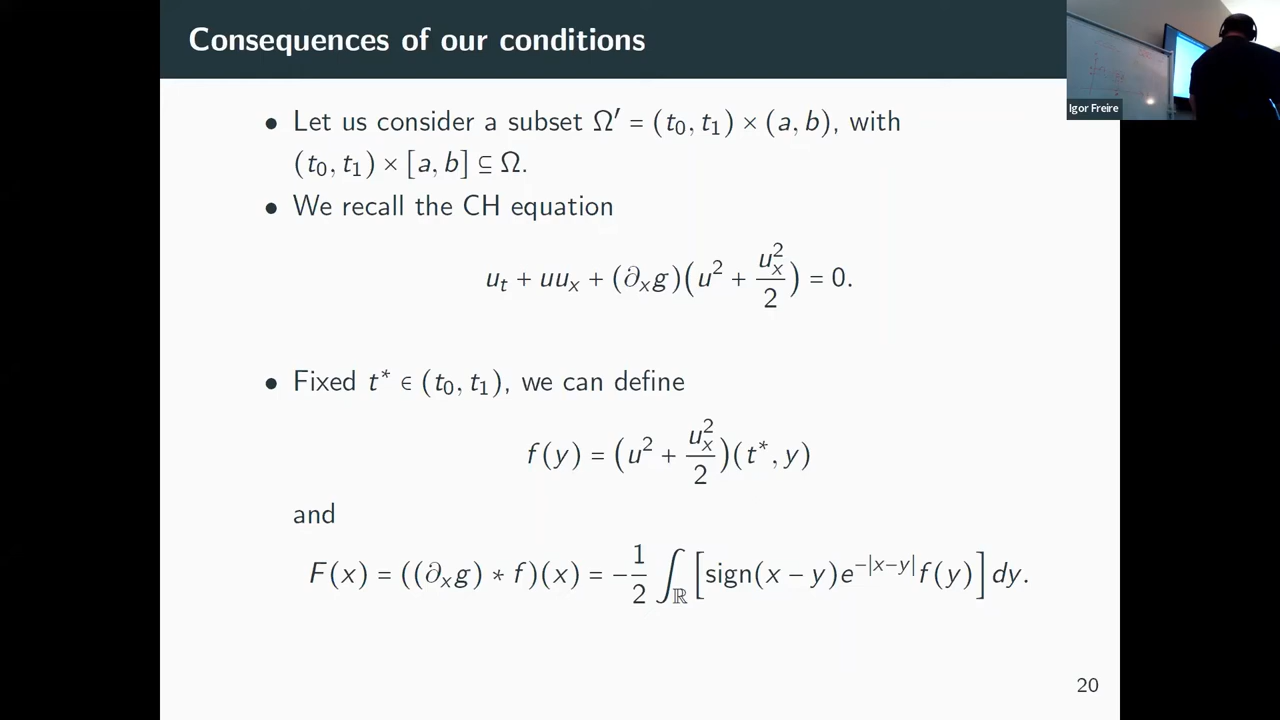 Consequences of our conditions
Igor Freire
• Let us consider a subset Ω′ = (t₀, t₁) × (a, b), with
(t₀, t₁) × [a, b] ⊆ Ω.
• We recall the CH equation
uₜ + uuₓ + (∂ₓg)(u² + uₓ²/2) = 0.
• Fixed t* ∈ (t₀, t₁), we can define
f(y) = (u² + uₓ²/2)(t*, y)
and
F(x) = ((∂ₓg) ∗ f)(x) = −1/2 ∫_ℝ [sign(x − y)e^{−|x−y|} f(y)] dy.
20